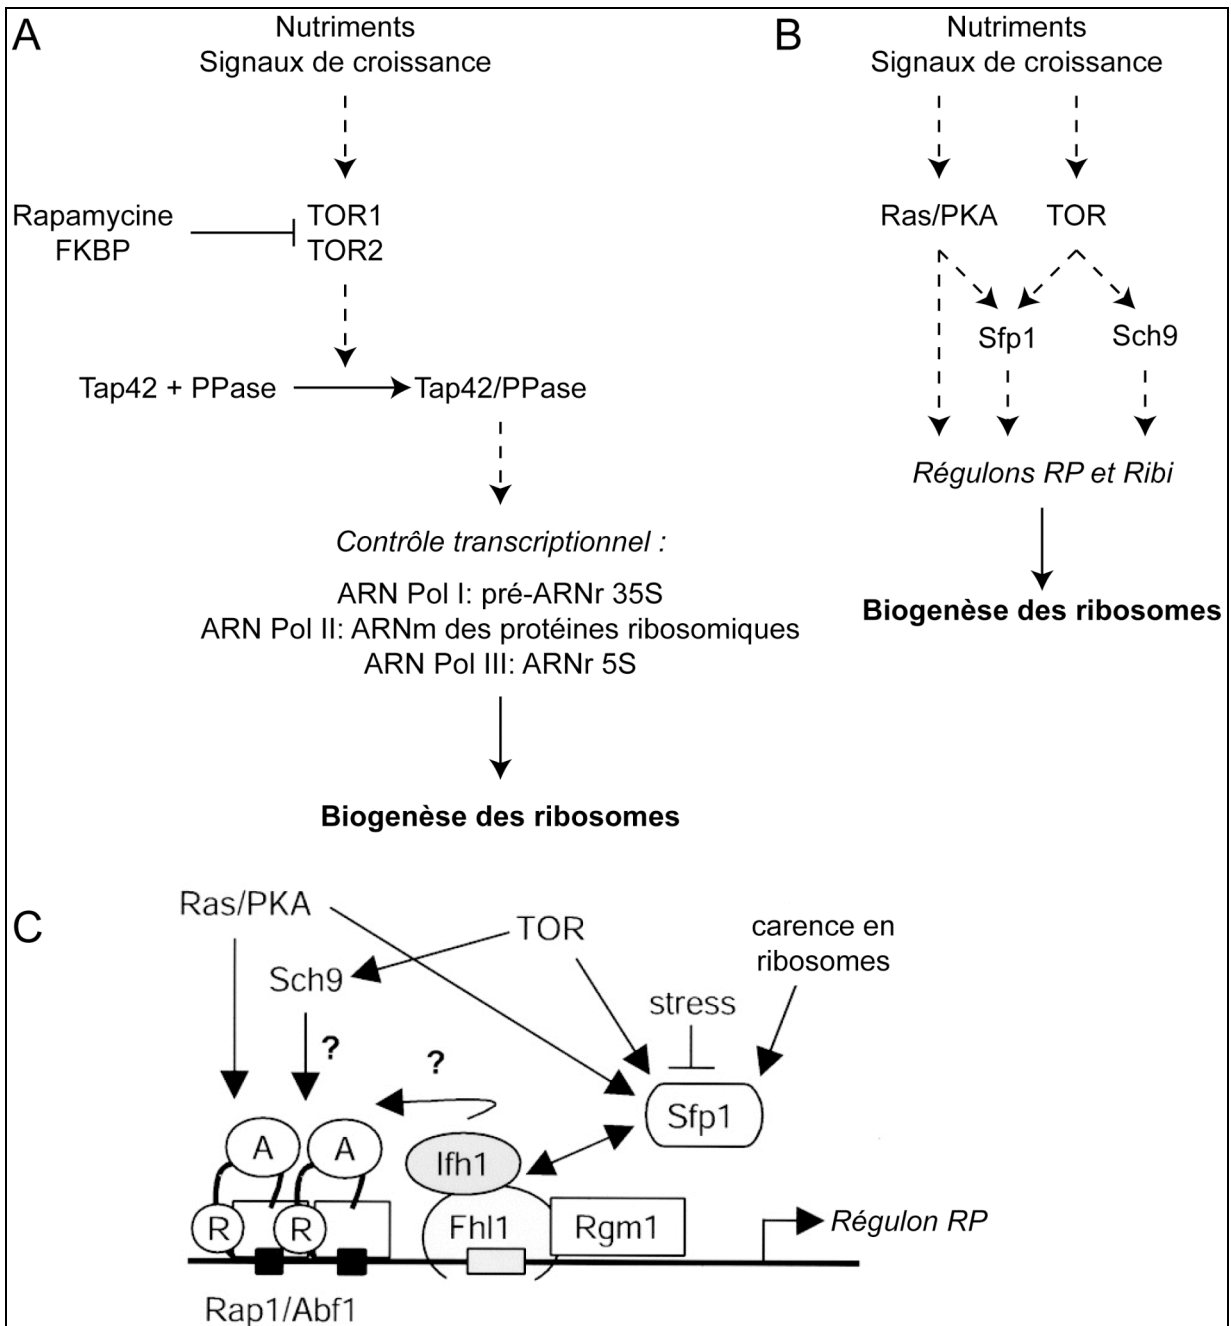 A
Nutriments
Signaux de croissance
Rapamycine
FKBP
TOR1
TOR2
Tap42 + PPase
Tap42/PPase
Contrôle transcriptionnel :
ARN Pol I: pré-ARNr 35S
ARN Pol II: ARNm des protéines ribosomiques
ARN Pol III: ARNr 5S
Biogenèse des ribosomes
B
Nutriments
Signaux de croissance
Ras/PKA
TOR
Sfp1
Sch9
Régulons RP et Ribi
Biogenèse des ribosomes
C
Ras/PKA
TOR
carence en
ribosomes
Sch9
stress
?
?
Sfp1
A
A
Ifh1
R
R
Fhl1
Rgm1
Régulon RP
Rap1/Abf1